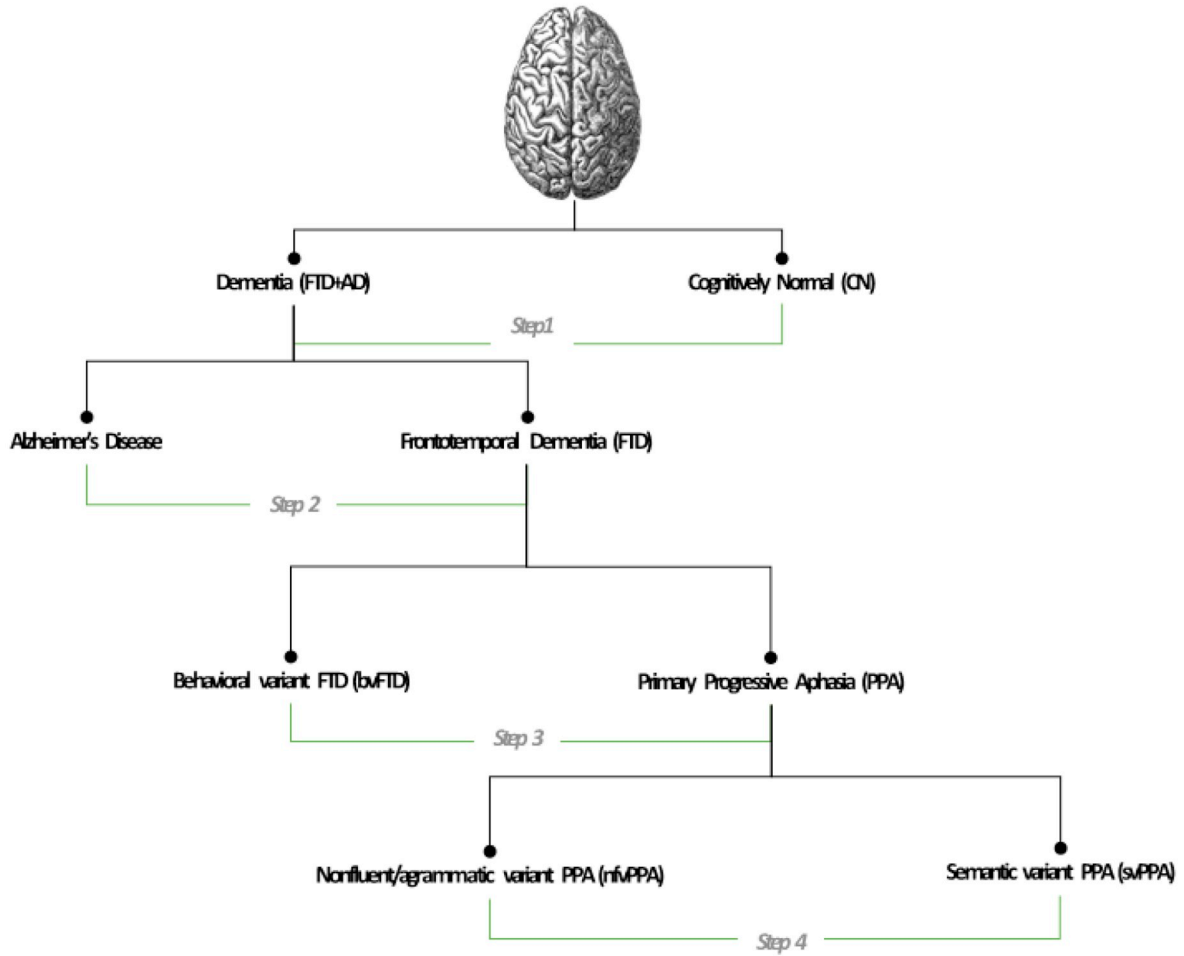 Dementia (FTD+AD)
Cognitively Normal (CN)
Step1
Alzheimer's Disease
Frontotemporal Dementia (FTD)
Step 2
Behavioral variant FTD (bvFTD)
Primary Progressive Aphasia (PPA)
Step 3
Nonfluent/agrammatic variant PPA (nfvPPA)
Semantic variant PPA (svPPA)
Step 4